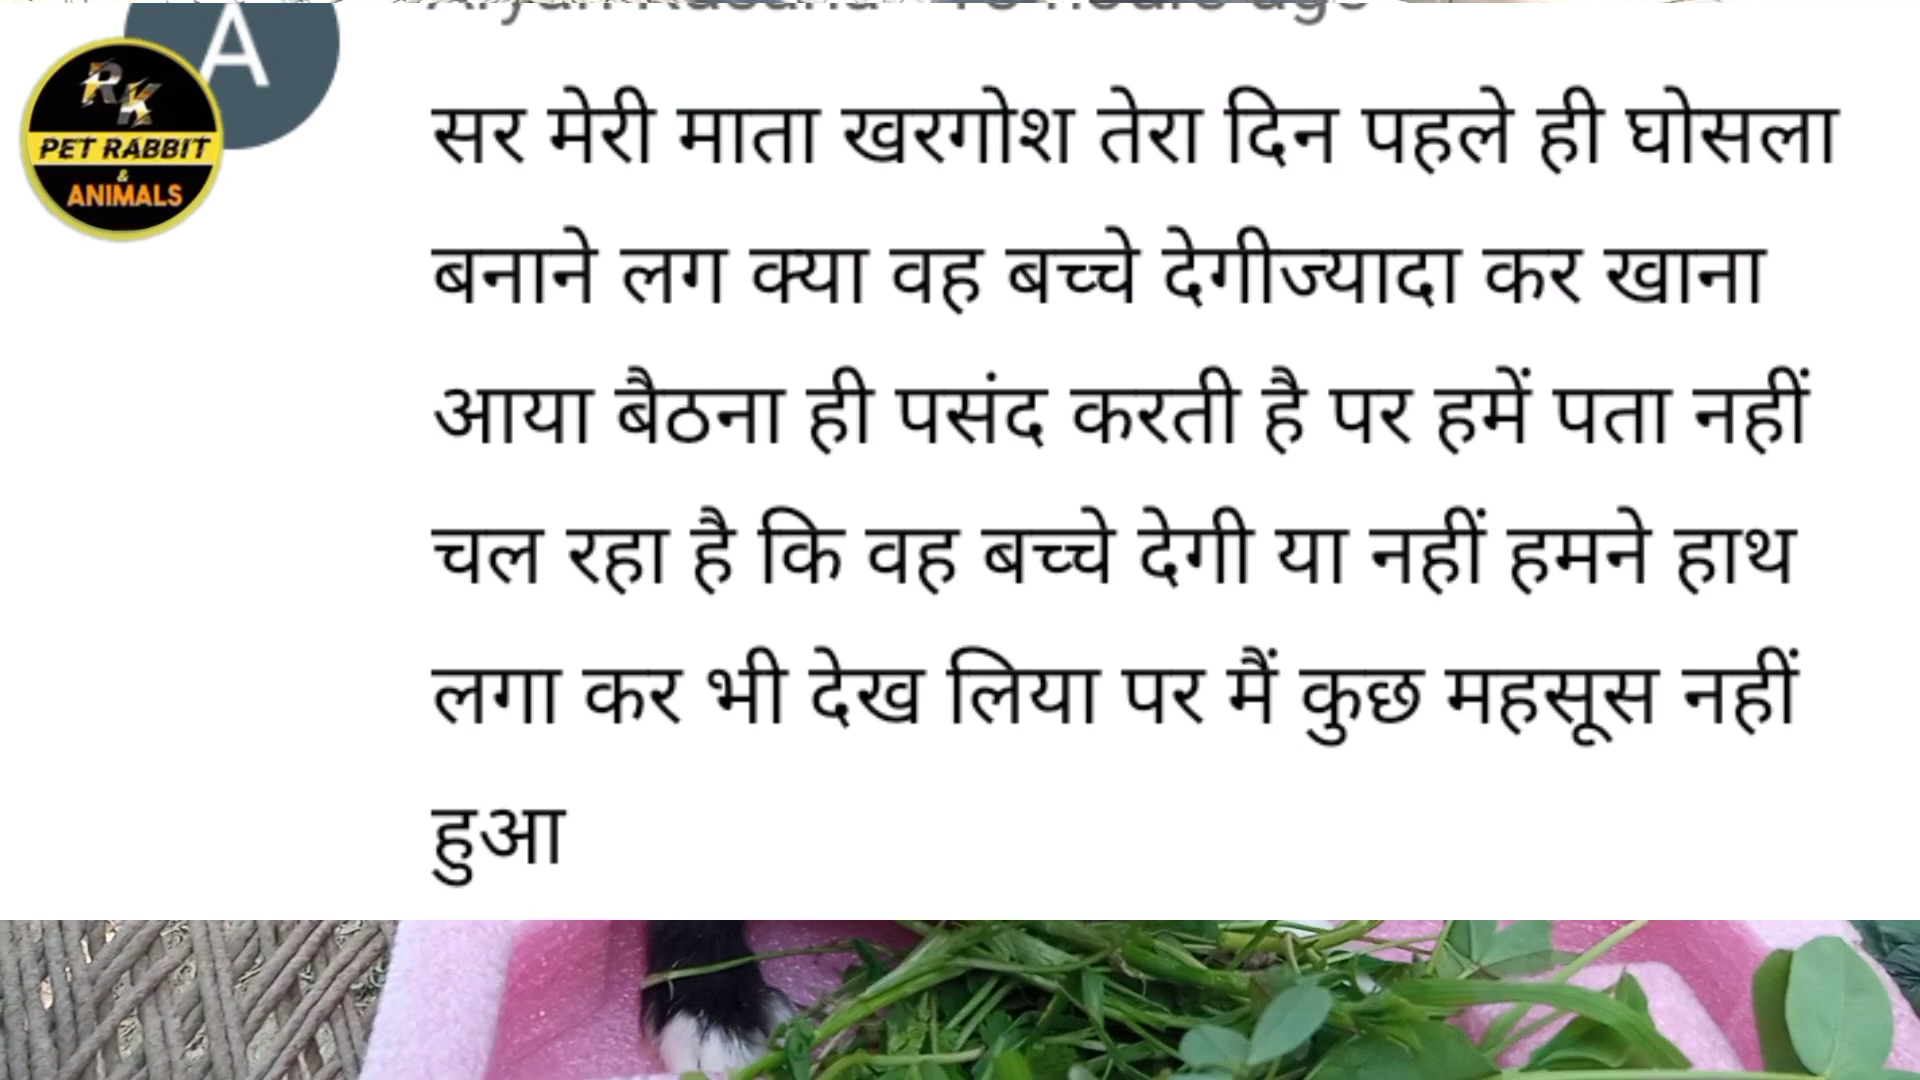 A
RK
PET RABBIT
&
ANIMALS
सर मेरी माता खरगोश तेरा दिन पहले ही घोसला
बनाने लग क्या वह बच्चे देगीज्यादा कर खाना
आया बैठना ही पसंद करती है पर हमें पता नहीं
चल रहा है कि वह बच्चे देगी या नहीं हमने हाथ
लगा कर भी देख लिया पर मैं कुछ महसूस नहीं
हुआ